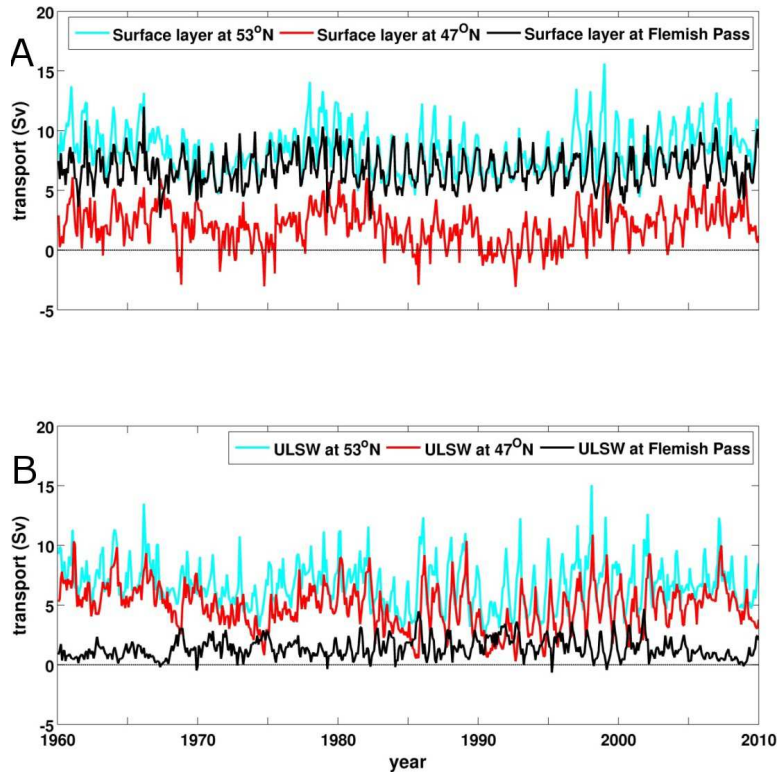 A
Surface layer at 53°N Surface layer at 47°N Surface layer at Flemish Pass
20
15
10
5
0
-5
transport (Sv)
B
ULSW at 53°N ULSW at 47°N ULSW at Flemish Pass
20
15
10
5
0
-5
transport (Sv)
1960 1970 1980 1990 2000 2010
year